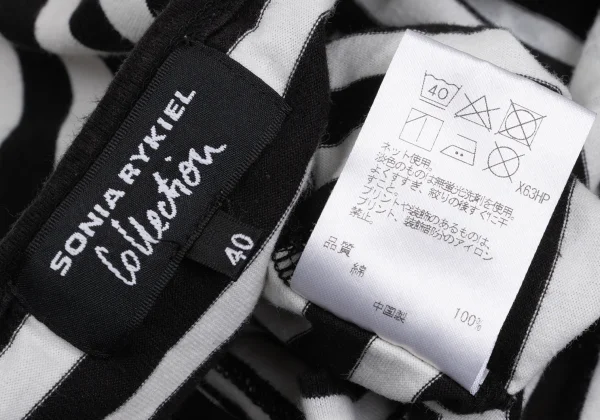 SONIA RYKIEL
Collection
40
40
X63HP
ネット使用。
淡色のものは無蛍光洗剤を使用。
よくすすぎ、絞りの後すぐに干
すこと。
プリントや装飾のあるものは、
プリント、装飾部分のアイロン
禁止。
品質
綿 100%
中国製